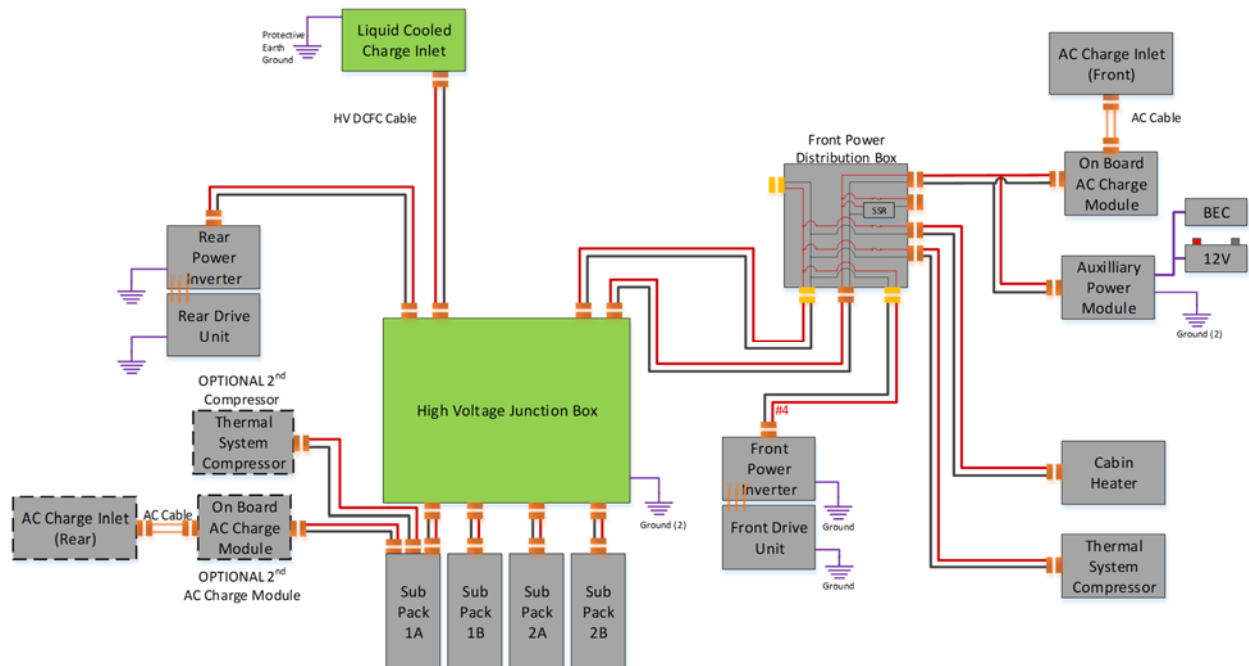 Protective
Earth
Ground
Liquid Cooled
Charge Inlet
HV DCFC Cable
AC Charge Inlet
(Front)
AC Cable
Front Power
Distribution Box
SSR
On Board
AC Charge
Module
BEC
12V
Auxilliary
Power
Module
Ground (2)
Rear
Power
Inverter
Rear Drive
Unit
High Voltage Junction Box
Ground (2)
OPTIONAL 2nd
Compressor
Thermal
System
Compressor
#4
Front
Power
Inverter
Ground
Front Drive
Unit
Ground
Cabin
Heater
AC Charge Inlet
(Rear)
AC Cable
On Board
AC Charge
Module
OPTIONAL 2nd
AC Charge Module
Thermal
System
Compressor
Sub
Pack
1A
Sub
Pack
1B
Sub
Pack
2A
Sub
Pack
2B